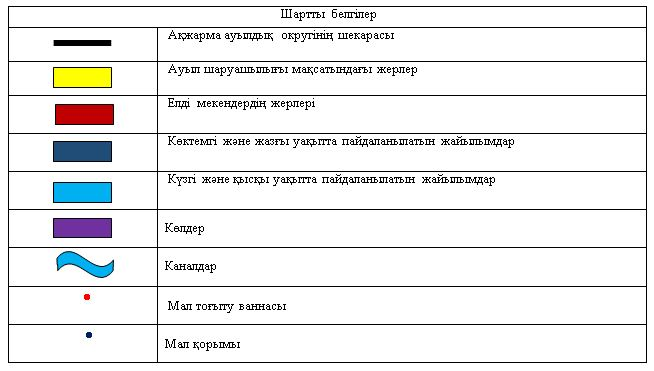 Шартты белгілер
Ақжарма ауылдық округінің шекарасы
Ауыл шаруашылығы мақсатындағы жерлер
Елді мекендердің жерлері
Көктемгі және жазғы уақытта пайдаланылатын жайылымдар
Күзгі және қысқы уақытта пайдаланылатын жайылымдар
Көлдер
Каналдар
Мал тоғыту ваннасы
Мал қорымы